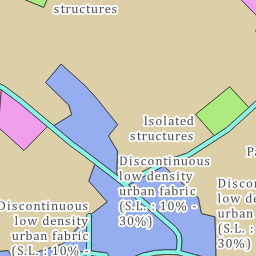 structures
Isolated
structures
Discontinuous
low density
urban fabric
(S.L. : 10% -
30%)
Discontinuous
low density
urban fabric
(S.L. : 10% -
low de
urban
(S.L. :
30%)